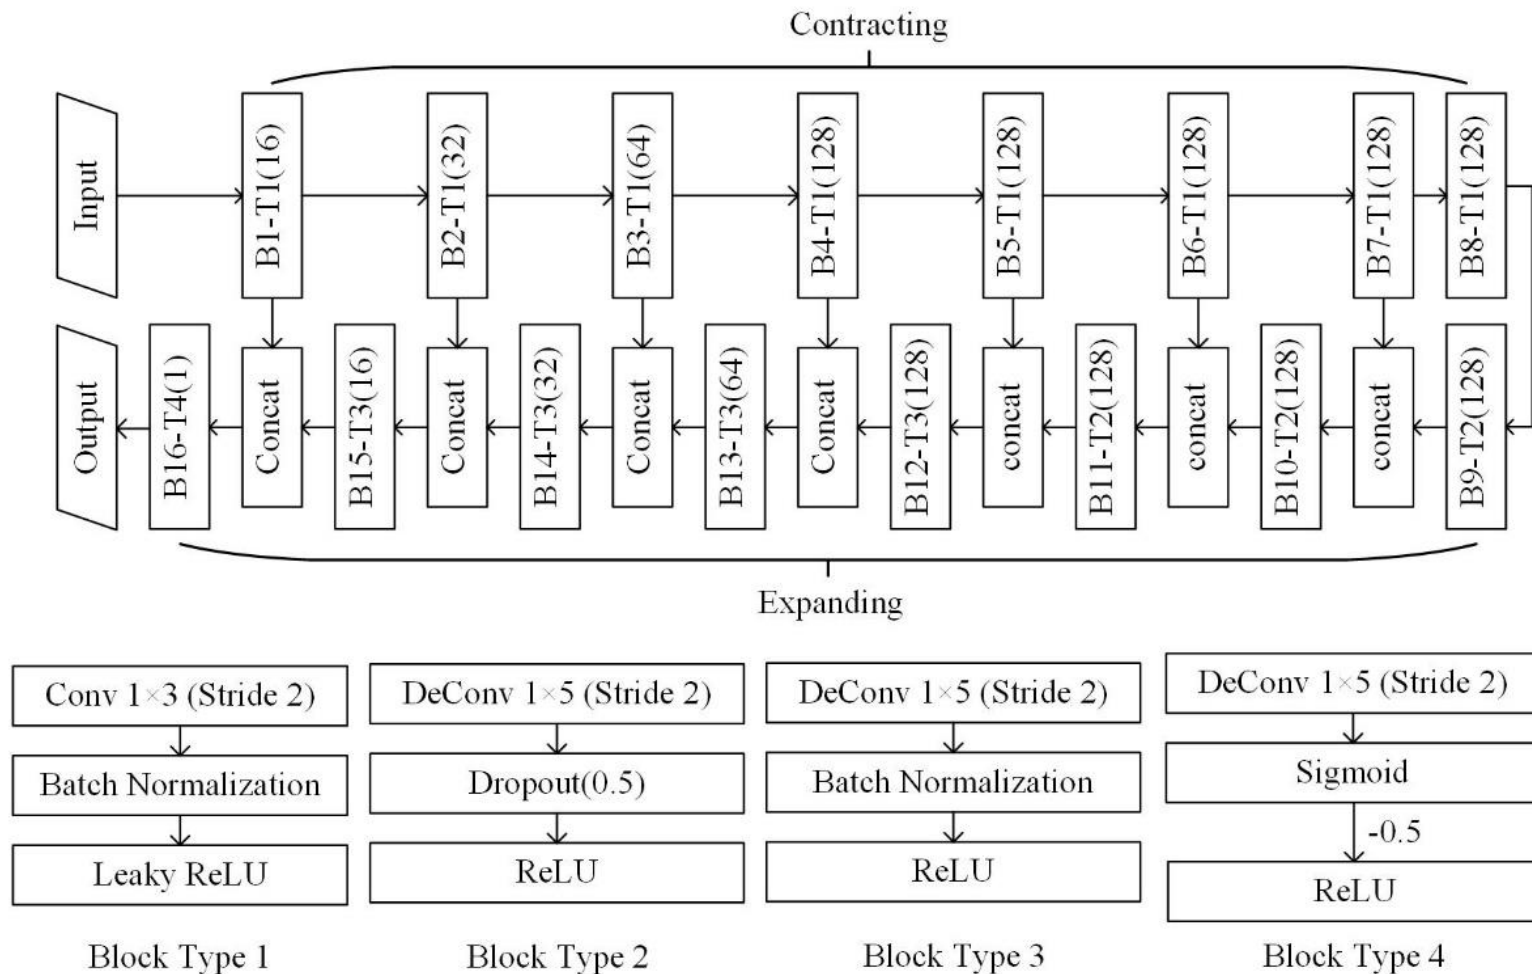 Contracting
Input
B1-T1(16)
B2-T1(32)
B3-T1(64)
B4-T1(128)
B5-T1(128)
B6-T1(128)
B7-T1(128)
B8-T1(128)
Output
B16-T4(1)
Concat
B15-T3(16)
Concat
B14-T3(32)
Concat
B13-T3(64)
Concat
B12-T3(128)
concat
B11-T2(128)
concat
B10-T2(128)
concat
B9-T2(128)
Expanding
Conv 1×3 (Stride 2)
Batch Normalization
Leaky ReLU
Block Type 1
DeConv 1×5 (Stride 2)
Dropout(0.5)
ReLU
Block Type 2
DeConv 1×5 (Stride 2)
Batch Normalization
ReLU
Block Type 3
DeConv 1×5 (Stride 2)
Sigmoid
-0.5
ReLU
Block Type 4